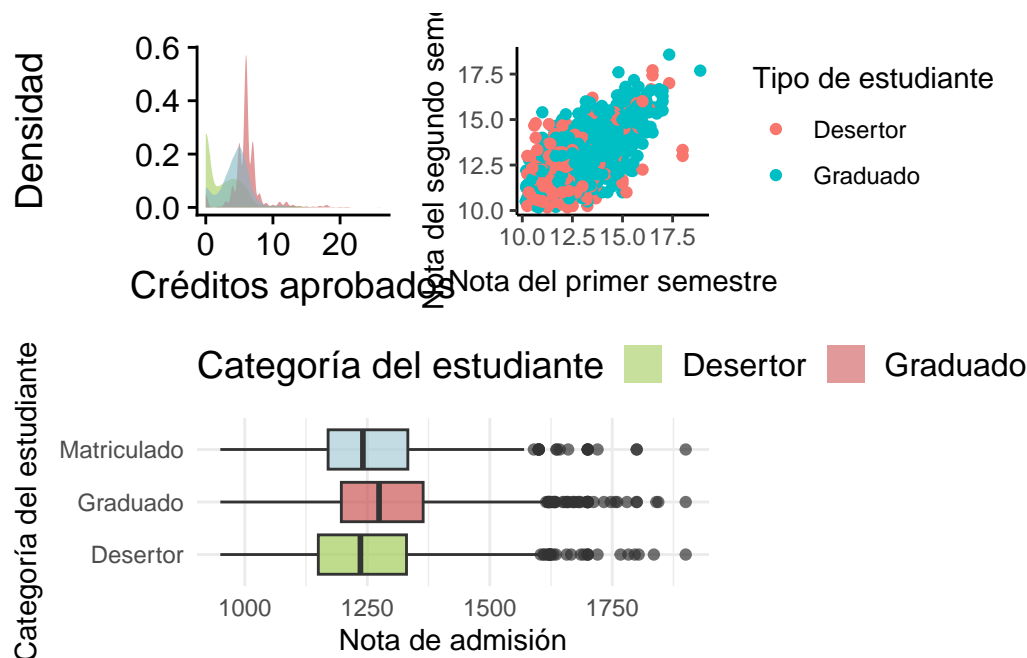 Densidad
0.6
0.4
0.2
0.0
0 10 20
Créditos aprobados
Nota del segundo sem
17.5
15.0
12.5
10.0
10.0 12.5 15.0 17.5
Nota del primer semestre
Tipo de estudiante
Desertor
Graduado
Categoría del estudiante Desertor Graduado
Categoría del estudiante
Matriculado
Graduado
Desertor
1000 1250 1500 1750
Nota de admisión